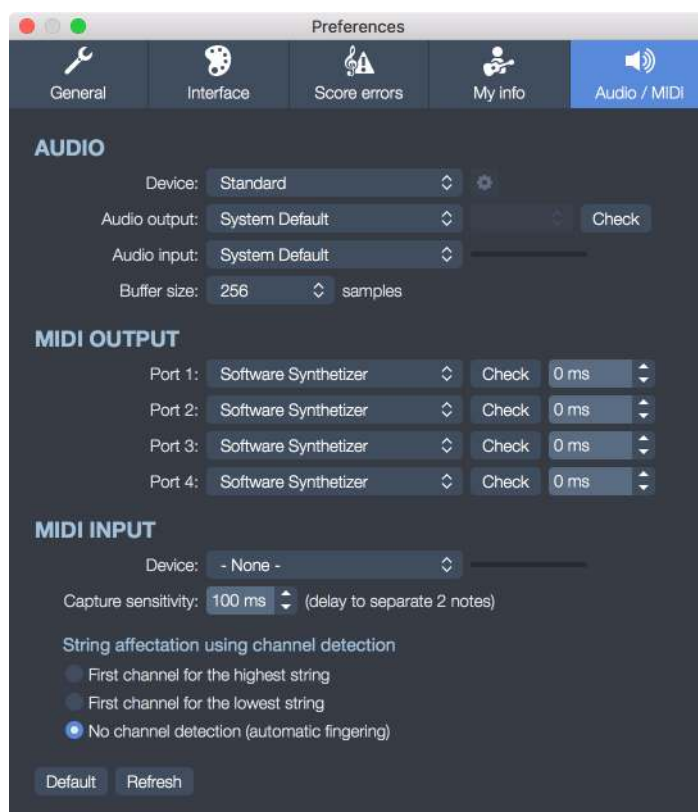 Preferences
General Interface Score errors My info Audio / MIDI
AUDIO
Device: Standard
Audio output: System Default Check
Audio input: System Default
Buffer size: 256 samples
MIDI OUTPUT
Port 1: Software Synthetizer Check 0 ms
Port 2: Software Synthetizer Check 0 ms
Port 3: Software Synthetizer Check 0 ms
Port 4: Software Synthetizer Check 0 ms
MIDI INPUT
Device: - None -
Capture sensitivity: 100 ms (delay to separate 2 notes)
String affectation using channel detection
First channel for the highest string
First channel for the lowest string
No channel detection (automatic fingering)
Default Refresh